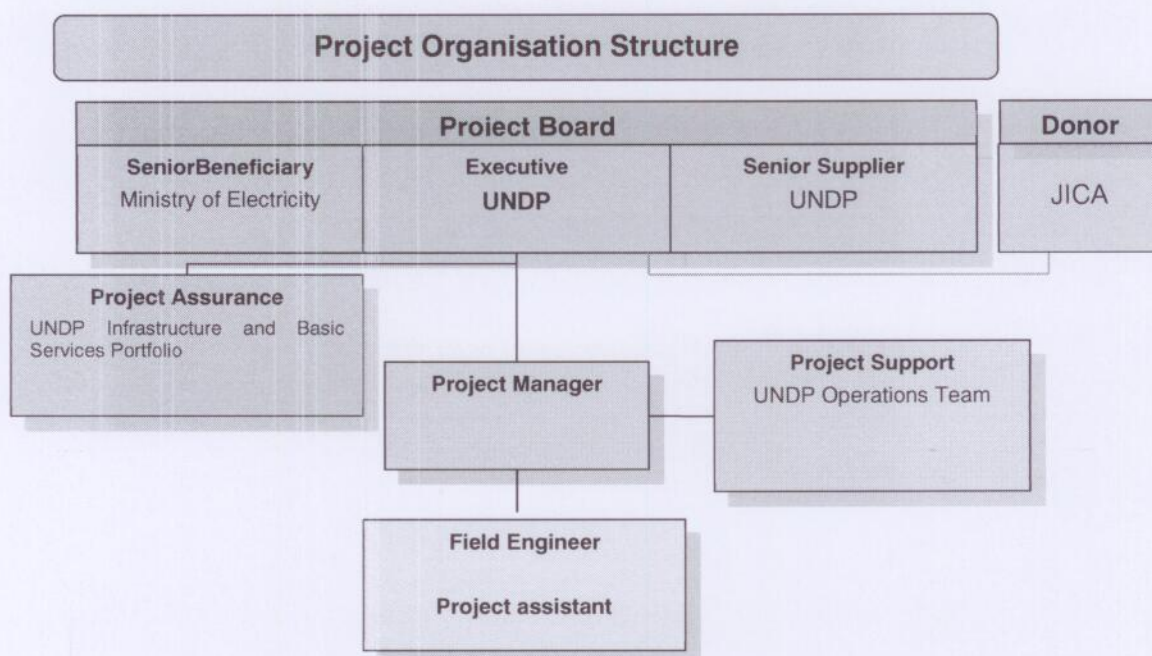 Project Organisation Structure
Project Board
Donor
SeniorBeneficiary
Ministry of Electricity
Executive
UNDP
Senior Supplier
UNDP
JICA
Project Assurance
UNDP Infrastructure and Basic
Services Portfolio
Project Manager
Project Support
UNDP Operations Team
Field Engineer
Project assistant